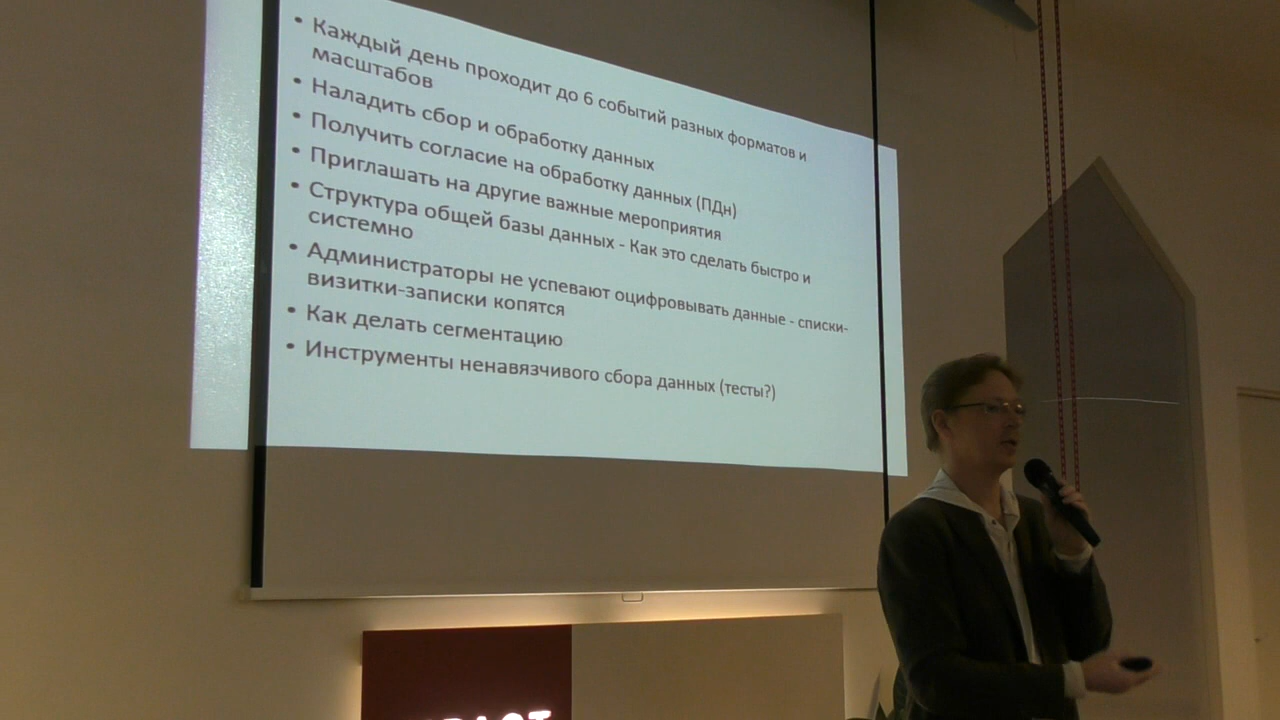 • Каждый день проходит до 6 событий разных форматов и
масштабов
• Наладить сбор и обработку данных
• Получить согласие на обработку данных (ПДн)
• Приглашать на другие важные мероприятия
• Структура общей базы данных - Как это сделать быстро и
системно
• Администраторы не успевают оцифровывать данные - списки-
визитки-записки копятся
• Как делать сегментацию
• Инструменты ненавязчивого сбора данных (тесты?)